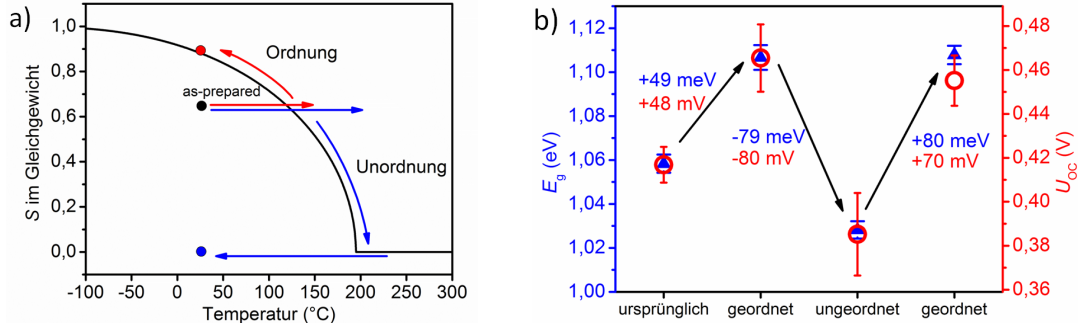 a)
S im Gleichgewicht
1,0
0,8
0,6
0,4
0,2
0,0
-100
-50
0
50
100
150
200
250
300
Temperatur (°C)
Ordnung
as-prepared
Unordnung
b)
E_g (eV)
1,12
1,10
1,08
1,06
1,04
1,02
1,00
+49 meV
+48 mV
-79 meV
-80 mV
+80 meV
+70 mV
ursprünglich
geordnet
ungeordnet
geordnet
0,48
0,46
0,44
0,42
0,40
0,38
0,36
U_OC (V)